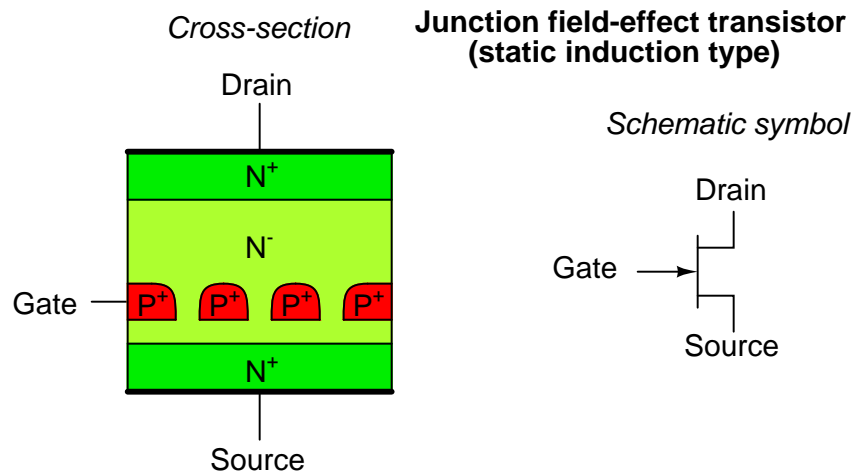 Cross-section
Junction field-effect transistor
(static induction type)
Drain
Schematic symbol
N+
Drain
N-
Gate
Gate
P+ P+ P+ P+
Source
N+
Source